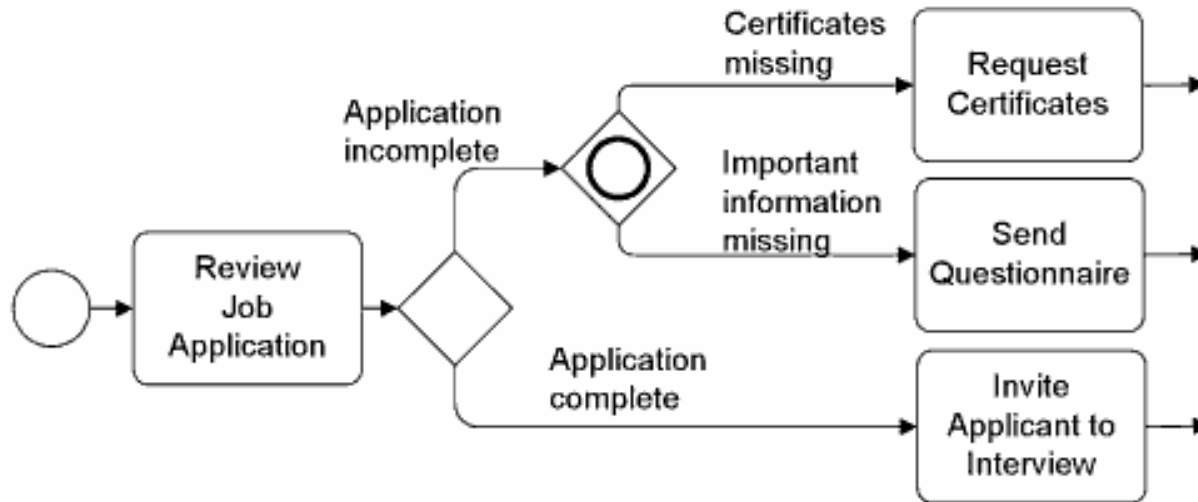 Certificates
missing
Request
Certificates
Application
incomplete
Important
information
missing
Send
Questionnaire
Review
Job
Application
Application
complete
Invite
Applicant to
Interview